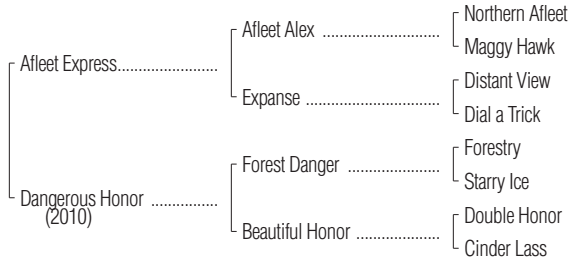 Northern Afleet
Afleet Alex ........................
Maggy Hawk
Afleet Express.....................
Distant View
Expanse ...........................
Dial a Trick
Forestry
Forest Danger ...................
Starry Ice
Dangerous Honor ..............
(2010)
Double Honor
Beautiful Honor .................
Cinder Lass